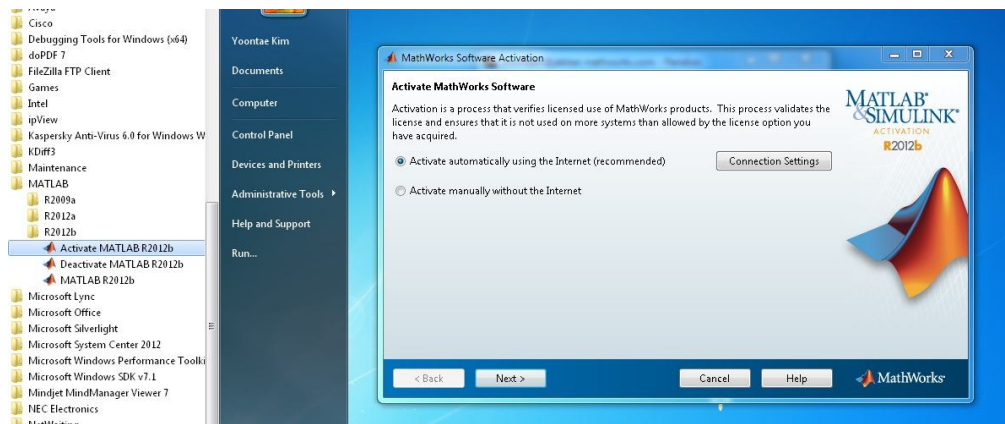 Cisco
Debugging Tools for Windows (x64)
doPDF 7
FileZilla FTP Client
Games
Intel
ipView
Kaspersky Anti-Virus 6.0 for Windows W
KDiff3
Maintenance
MATLAB
R2009a
R2012a
R2012b
Activate MATLAB R2012b
Deactivate MATLAB R2012b
MATLAB R2012b
Microsoft Lync
Microsoft Office
Microsoft Silverlight
Microsoft System Center 2012
Microsoft Windows Performance Toolki
Microsoft Windows SDK v7.1
Mindjet MindManager Viewer 7
NEC Electronics
Yoontae Kim
Documents
Computer
Control Panel
Devices and Printers
Administrative Tools
Help and Support
Run...
MathWorks Software Activation
Activate MathWorks Software
Activation is a process that verifies licensed use of MathWorks products. This process validates the
license and ensures that it is not used on more systems than allowed by the license option you
have acquired.
Activate automatically using the Internet (recommended)
Connection Settings
Activate manually without the Internet
MATLAB®
&SIMULINK®
ACTIVATION
R2012b
< Back
Next >
Cancel
Help
MathWorks®